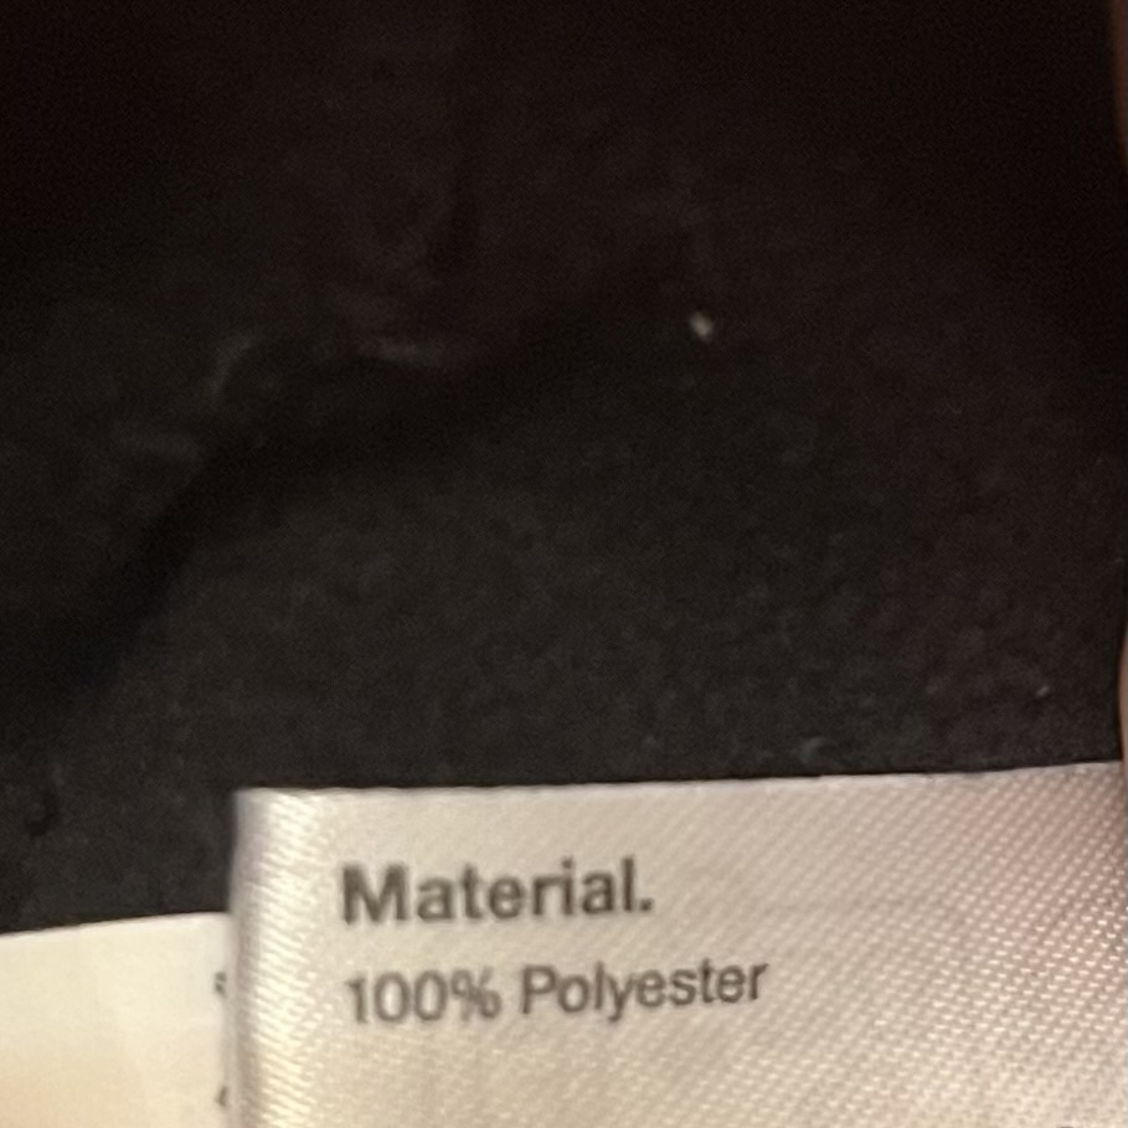 Material.
100% Polyester